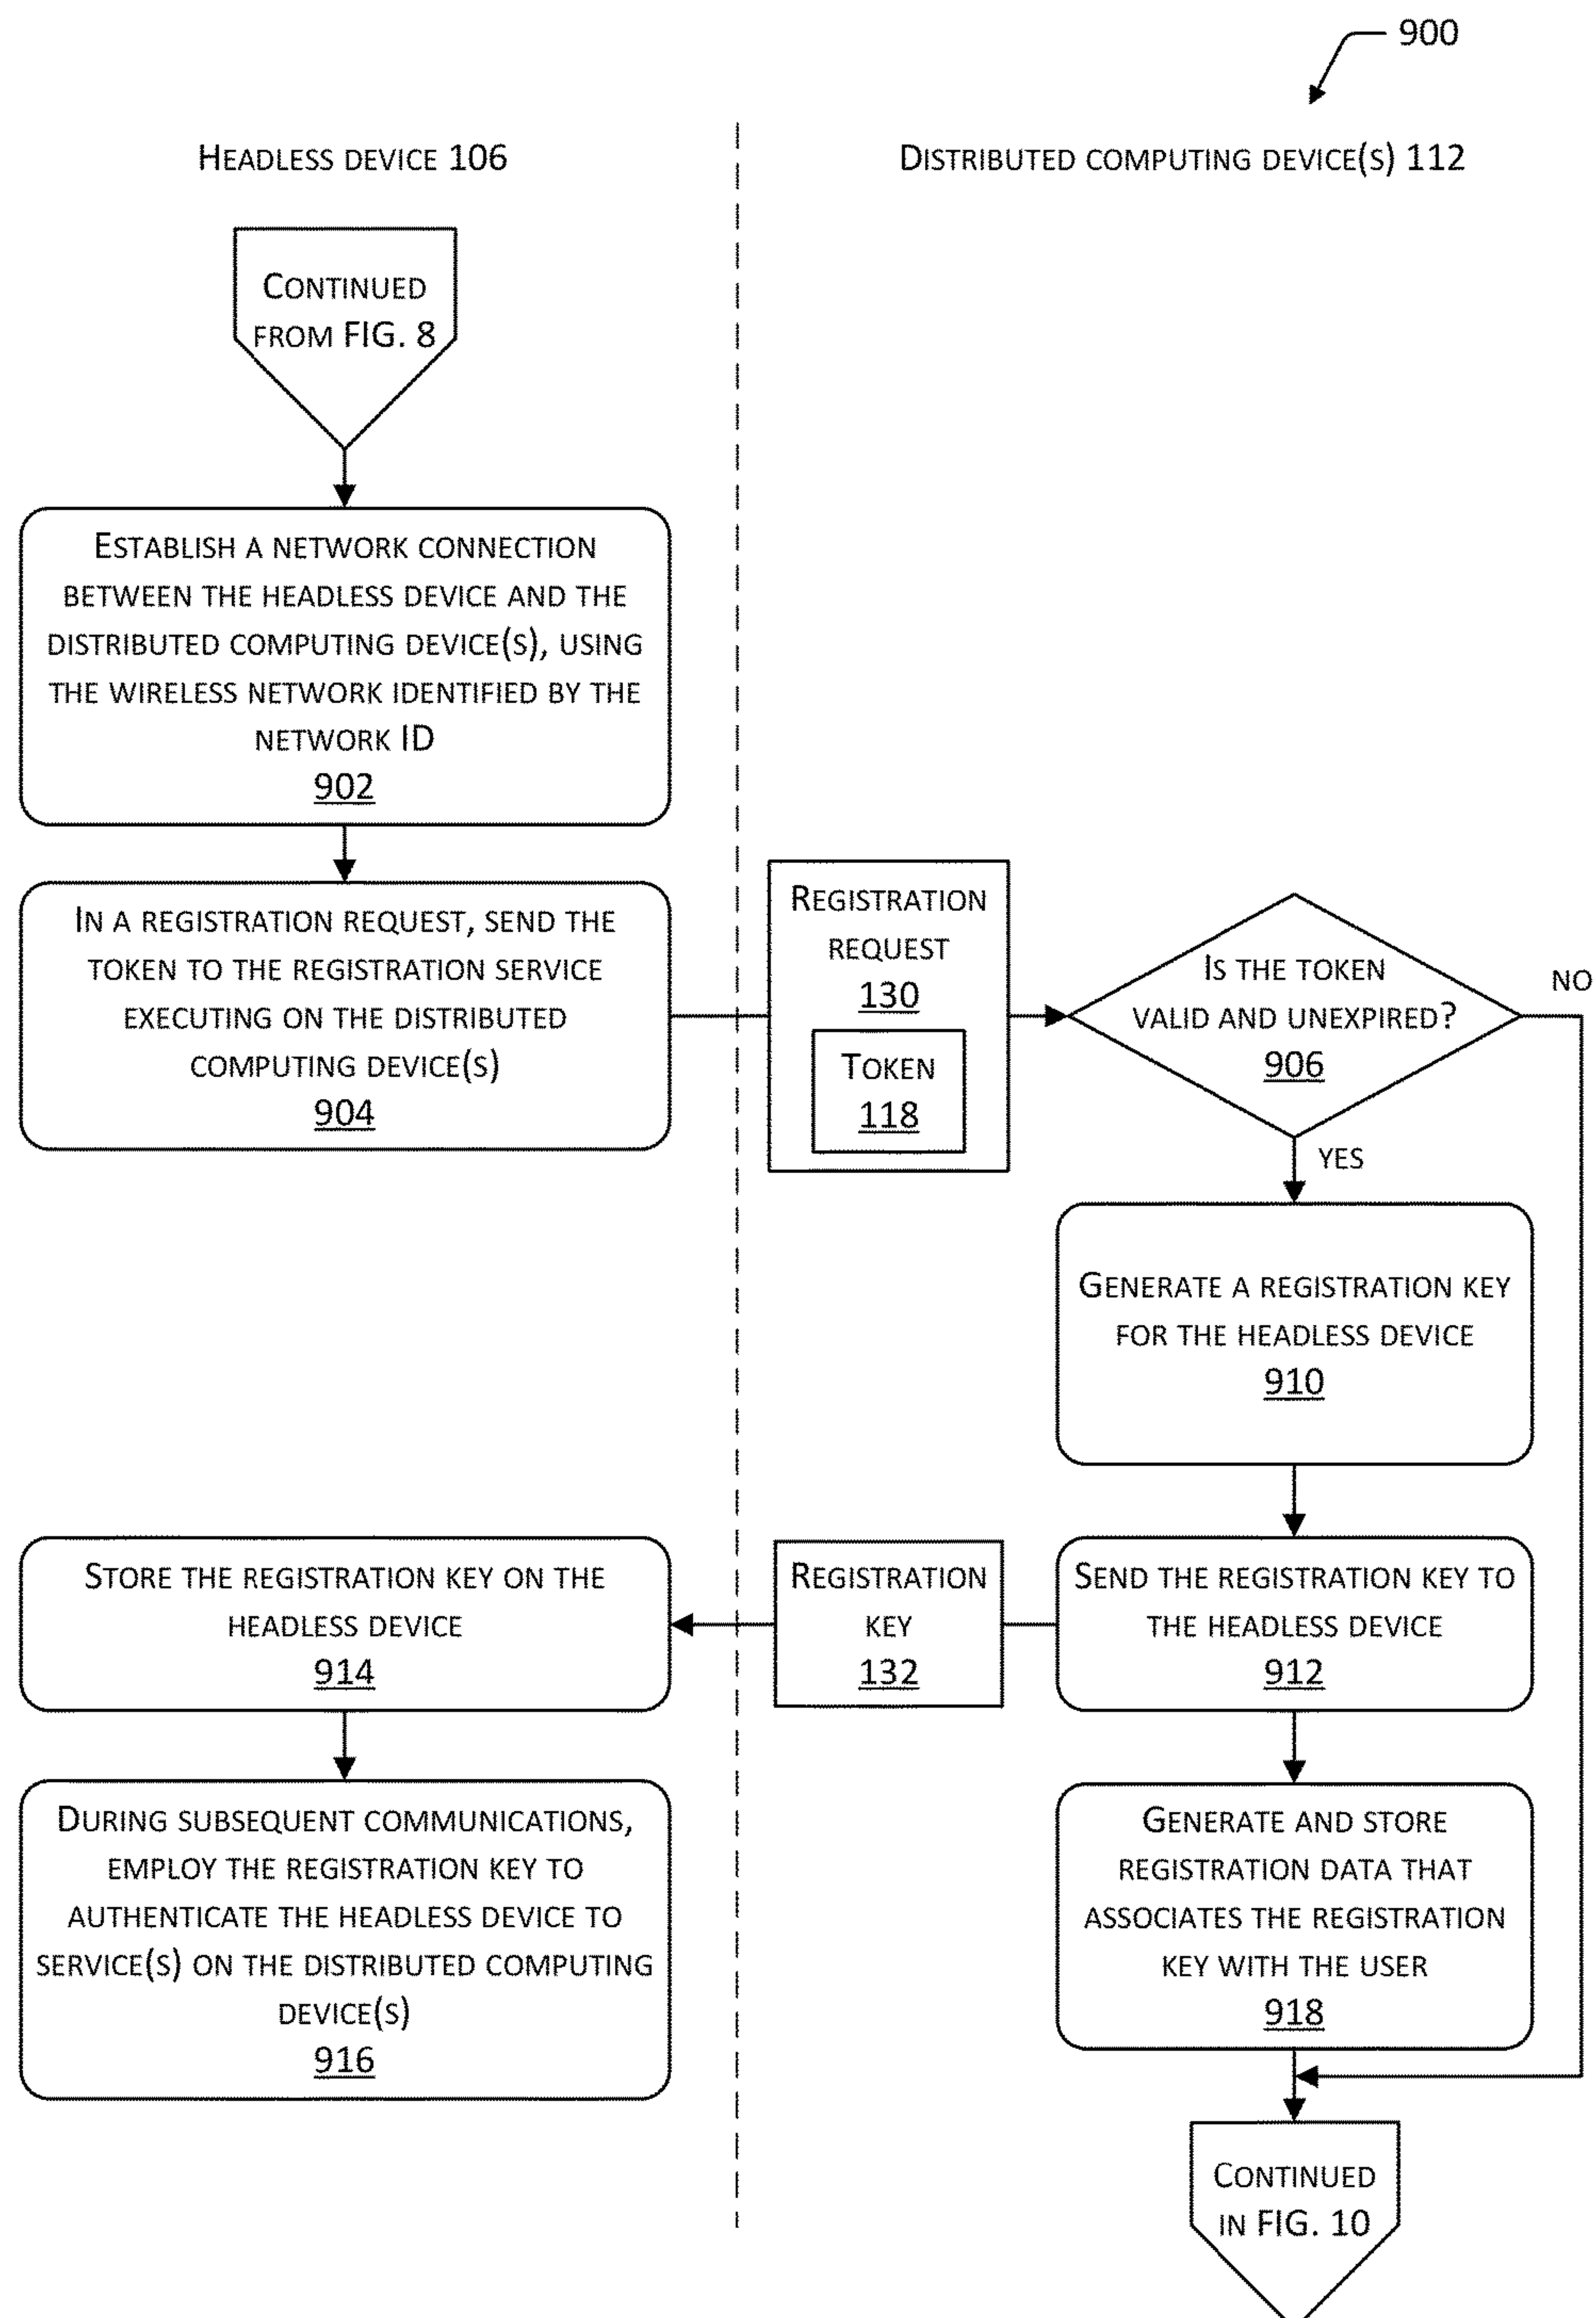 900
HEADLESS DEVICE 106
DISTRIBUTED COMPUTING DEVICE(S) 112
CONTINUED
FROM FIG. 8
ESTABLISH A NETWORK CONNECTION
BETWEEN THE HEADLESS DEVICE AND THE
DISTRIBUTED COMPUTING DEVICE(S), USING
THE WIRELESS NETWORK IDENTIFIED BY THE
NETWORK ID
902
IN A REGISTRATION REQUEST, SEND THE
TOKEN TO THE REGISTRATION SERVICE
EXECUTING ON THE DISTRIBUTED
COMPUTING DEVICE(S)
904
REGISTRATION
REQUEST
130
TOKEN
118
IS THE TOKEN
VALID AND UNEXPIRED?
906
NO
YES
GENERATE A REGISTRATION KEY
FOR THE HEADLESS DEVICE
910
SEND THE REGISTRATION KEY TO
THE HEADLESS DEVICE
912
REGISTRATION
KEY
132
STORE THE REGISTRATION KEY ON THE
HEADLESS DEVICE
914
DURING SUBSEQUENT COMMUNICATIONS,
EMPLOY THE REGISTRATION KEY TO
AUTHENTICATE THE HEADLESS DEVICE TO
SERVICE(S) ON THE DISTRIBUTED COMPUTING
DEVICE(S)
916
GENERATE AND STORE
REGISTRATION DATA THAT
ASSOCIATES THE REGISTRATION
KEY WITH THE USER
918
CONTINUED
IN FIG. 10